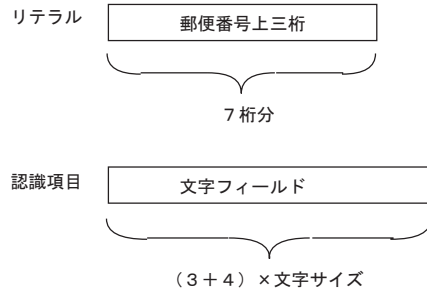 リテラル
郵便番号上三桁
7桁分
認識項目
文字フィールド
(3+4)×文字サイズ